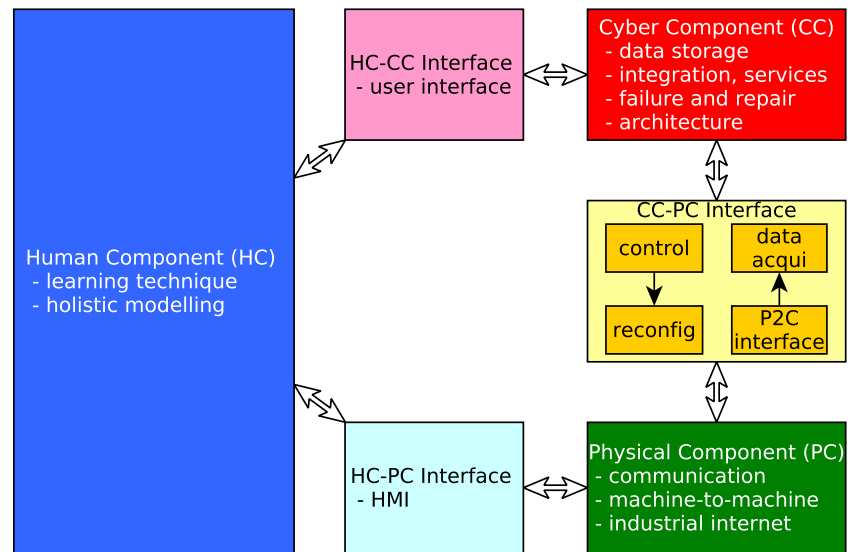 Human Component (HC)
- learning technique
- holistic modelling
HC-CC Interface
- user interface
Cyber Component (CC)
- data storage
- integration, services
- failure and repair
- architecture
CC-PC Interface
control
data
acqui
reconfig
P2C
interface
HC-PC Interface
- HMI
Physical Component (PC)
- communication
- machine-to-machine
- industrial internet